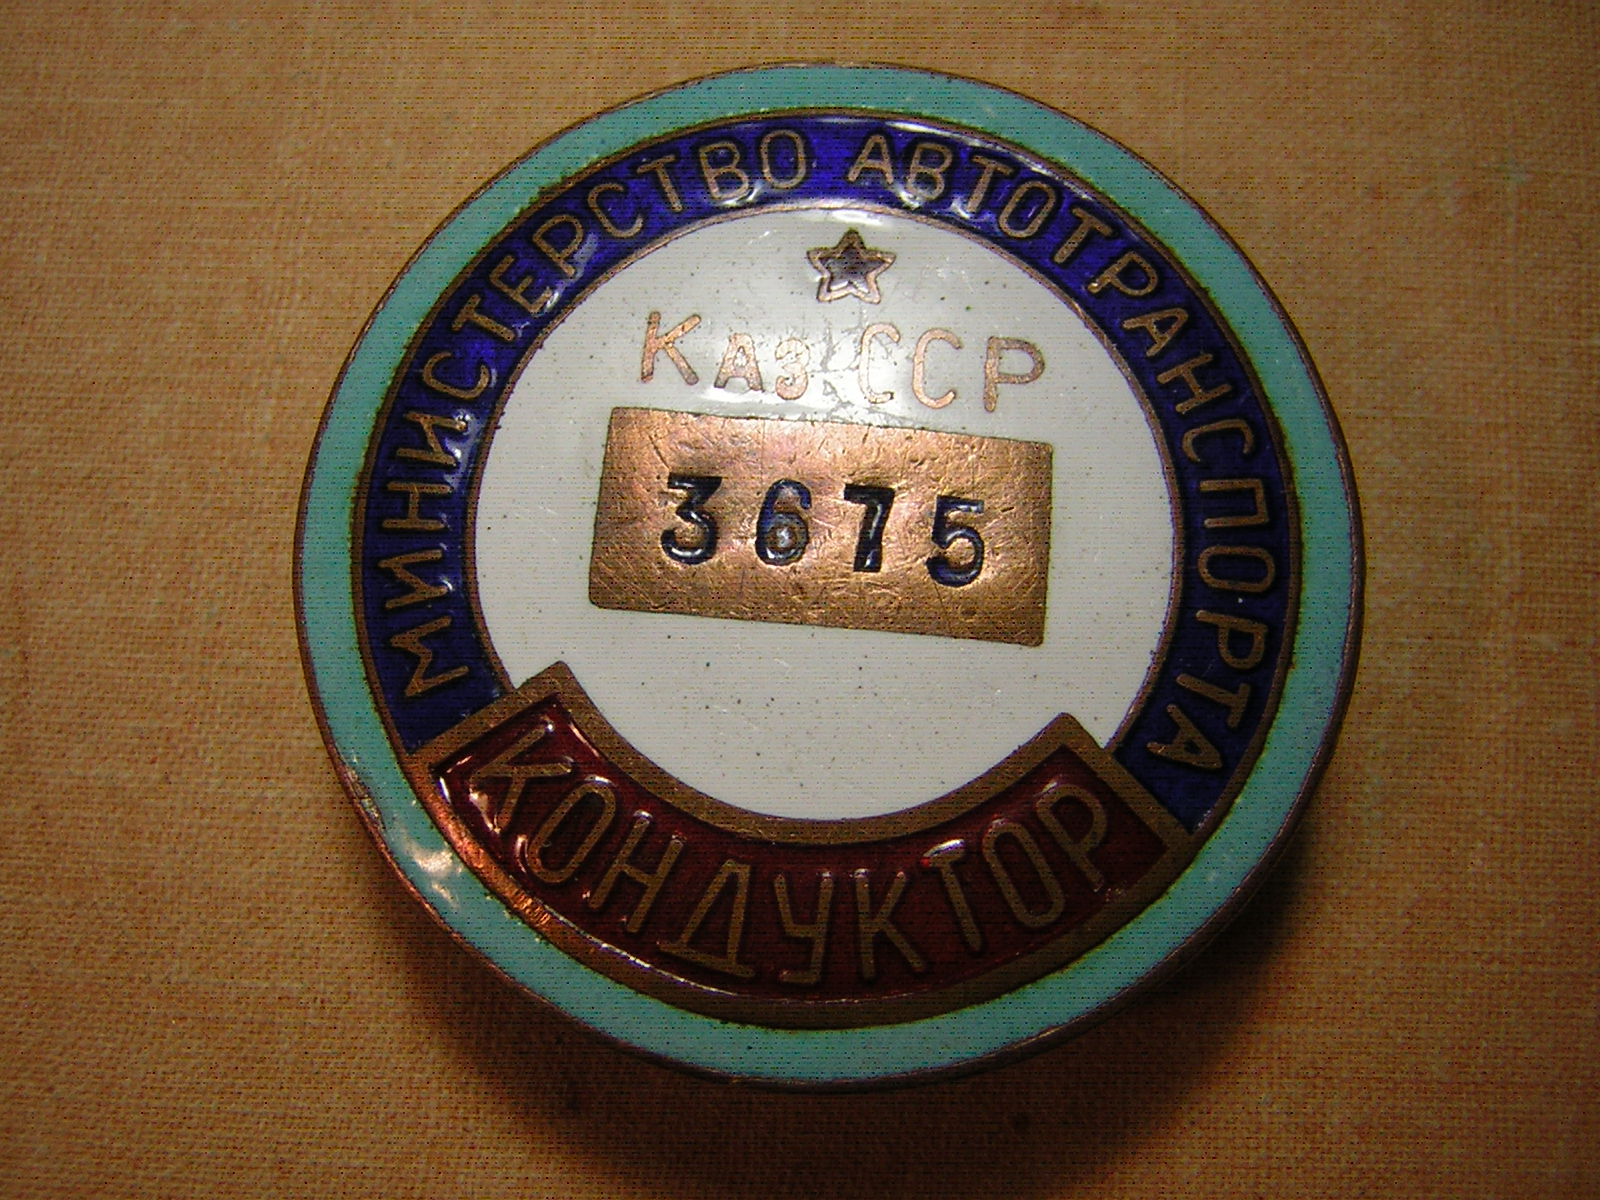 МИНИСТЕРСТВО АВТОТРАНСПОРТА
Каз ССР
3675
КОНДУКТОР